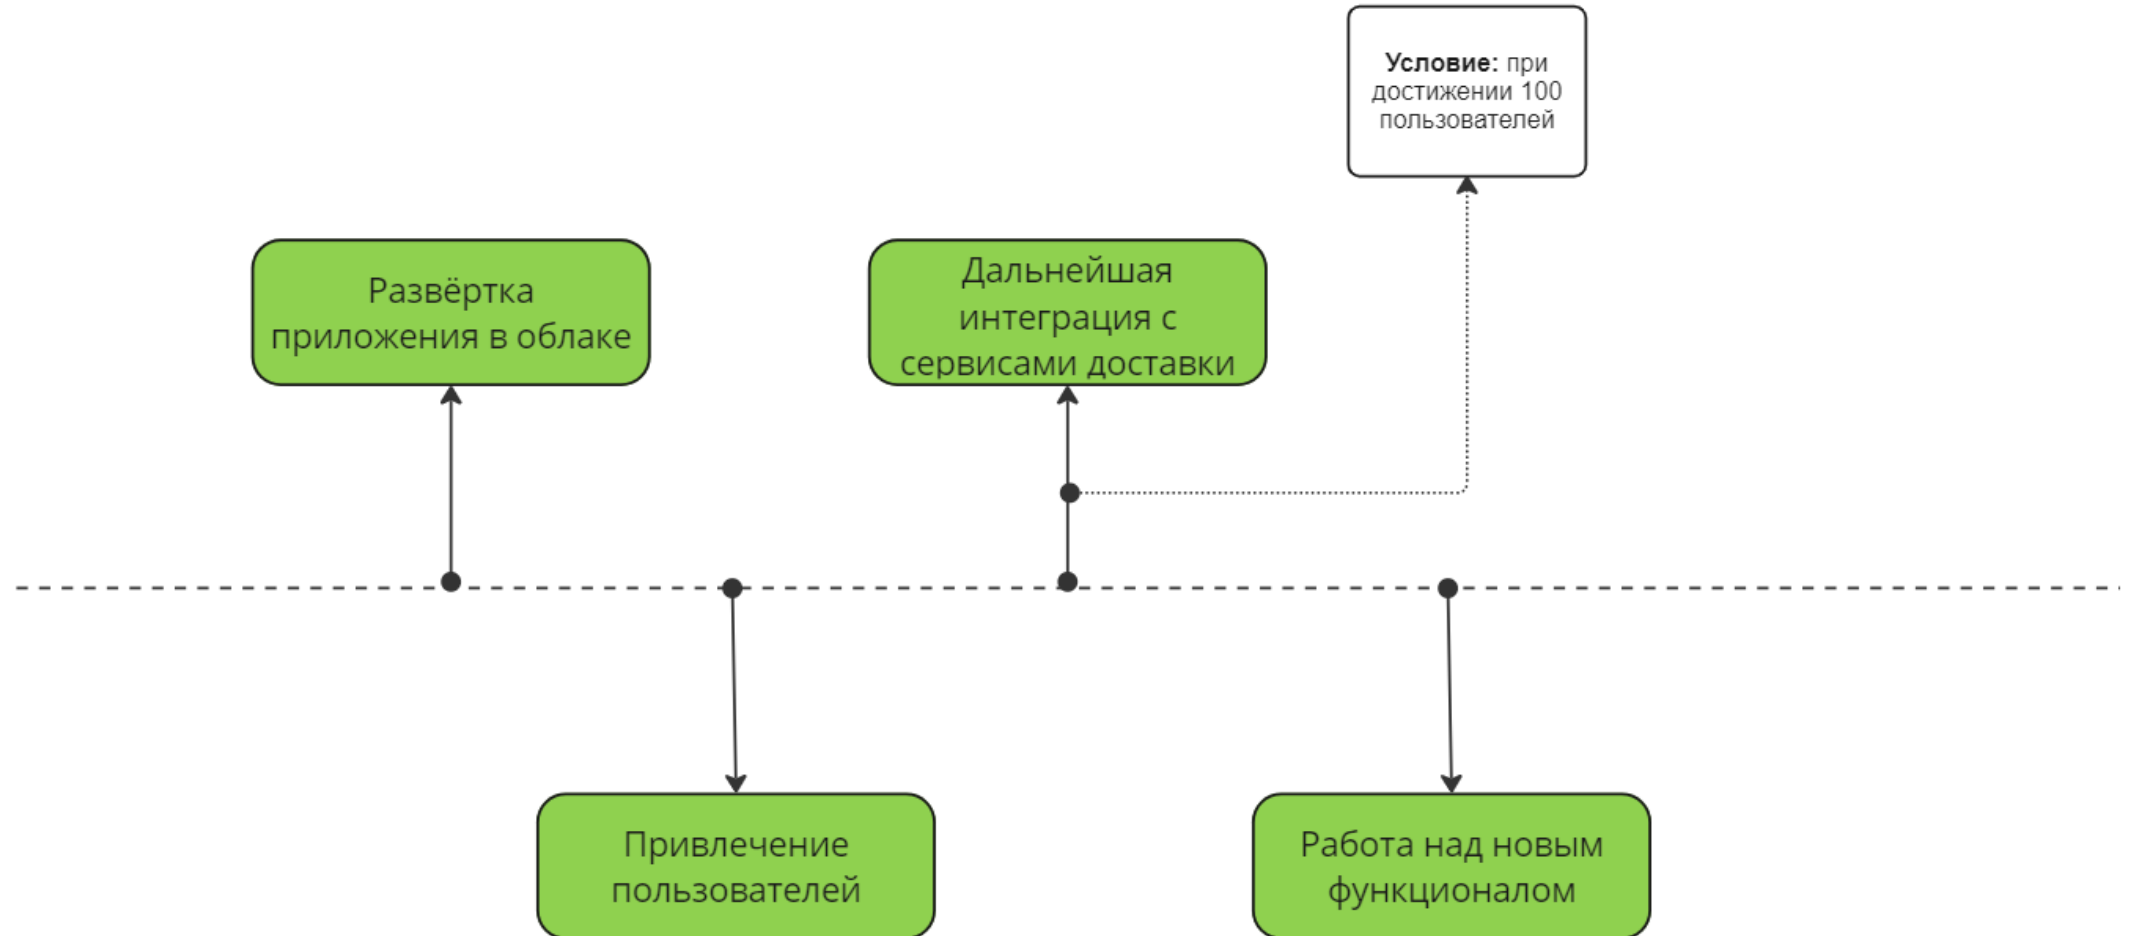 Условие: при
достижении 100
пользователей
Развёртка
приложения в облаке
Дальнейшая
интеграция с
сервисами доставки
Привлечение
пользователей
Работа над новым
функционалом